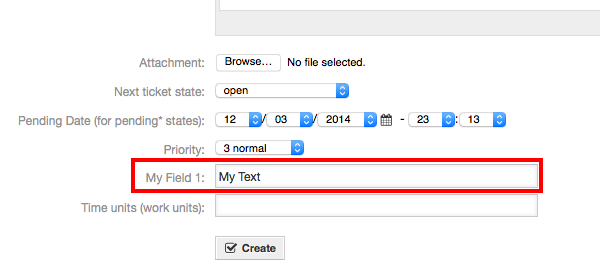 Attachment: Browse... No file selected.
Next ticket state: open
Pending Date (for pending* states): 12 / 03 / 2014 - 23 : 13
Priority: 3 normal
My Field 1: My Text
Time units (work units):
Create